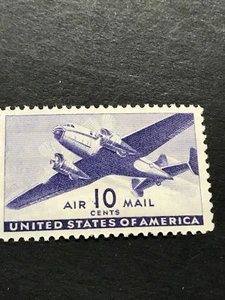 AIR 10 MAIL
CENTS
UNITED STATES OF AMERICA